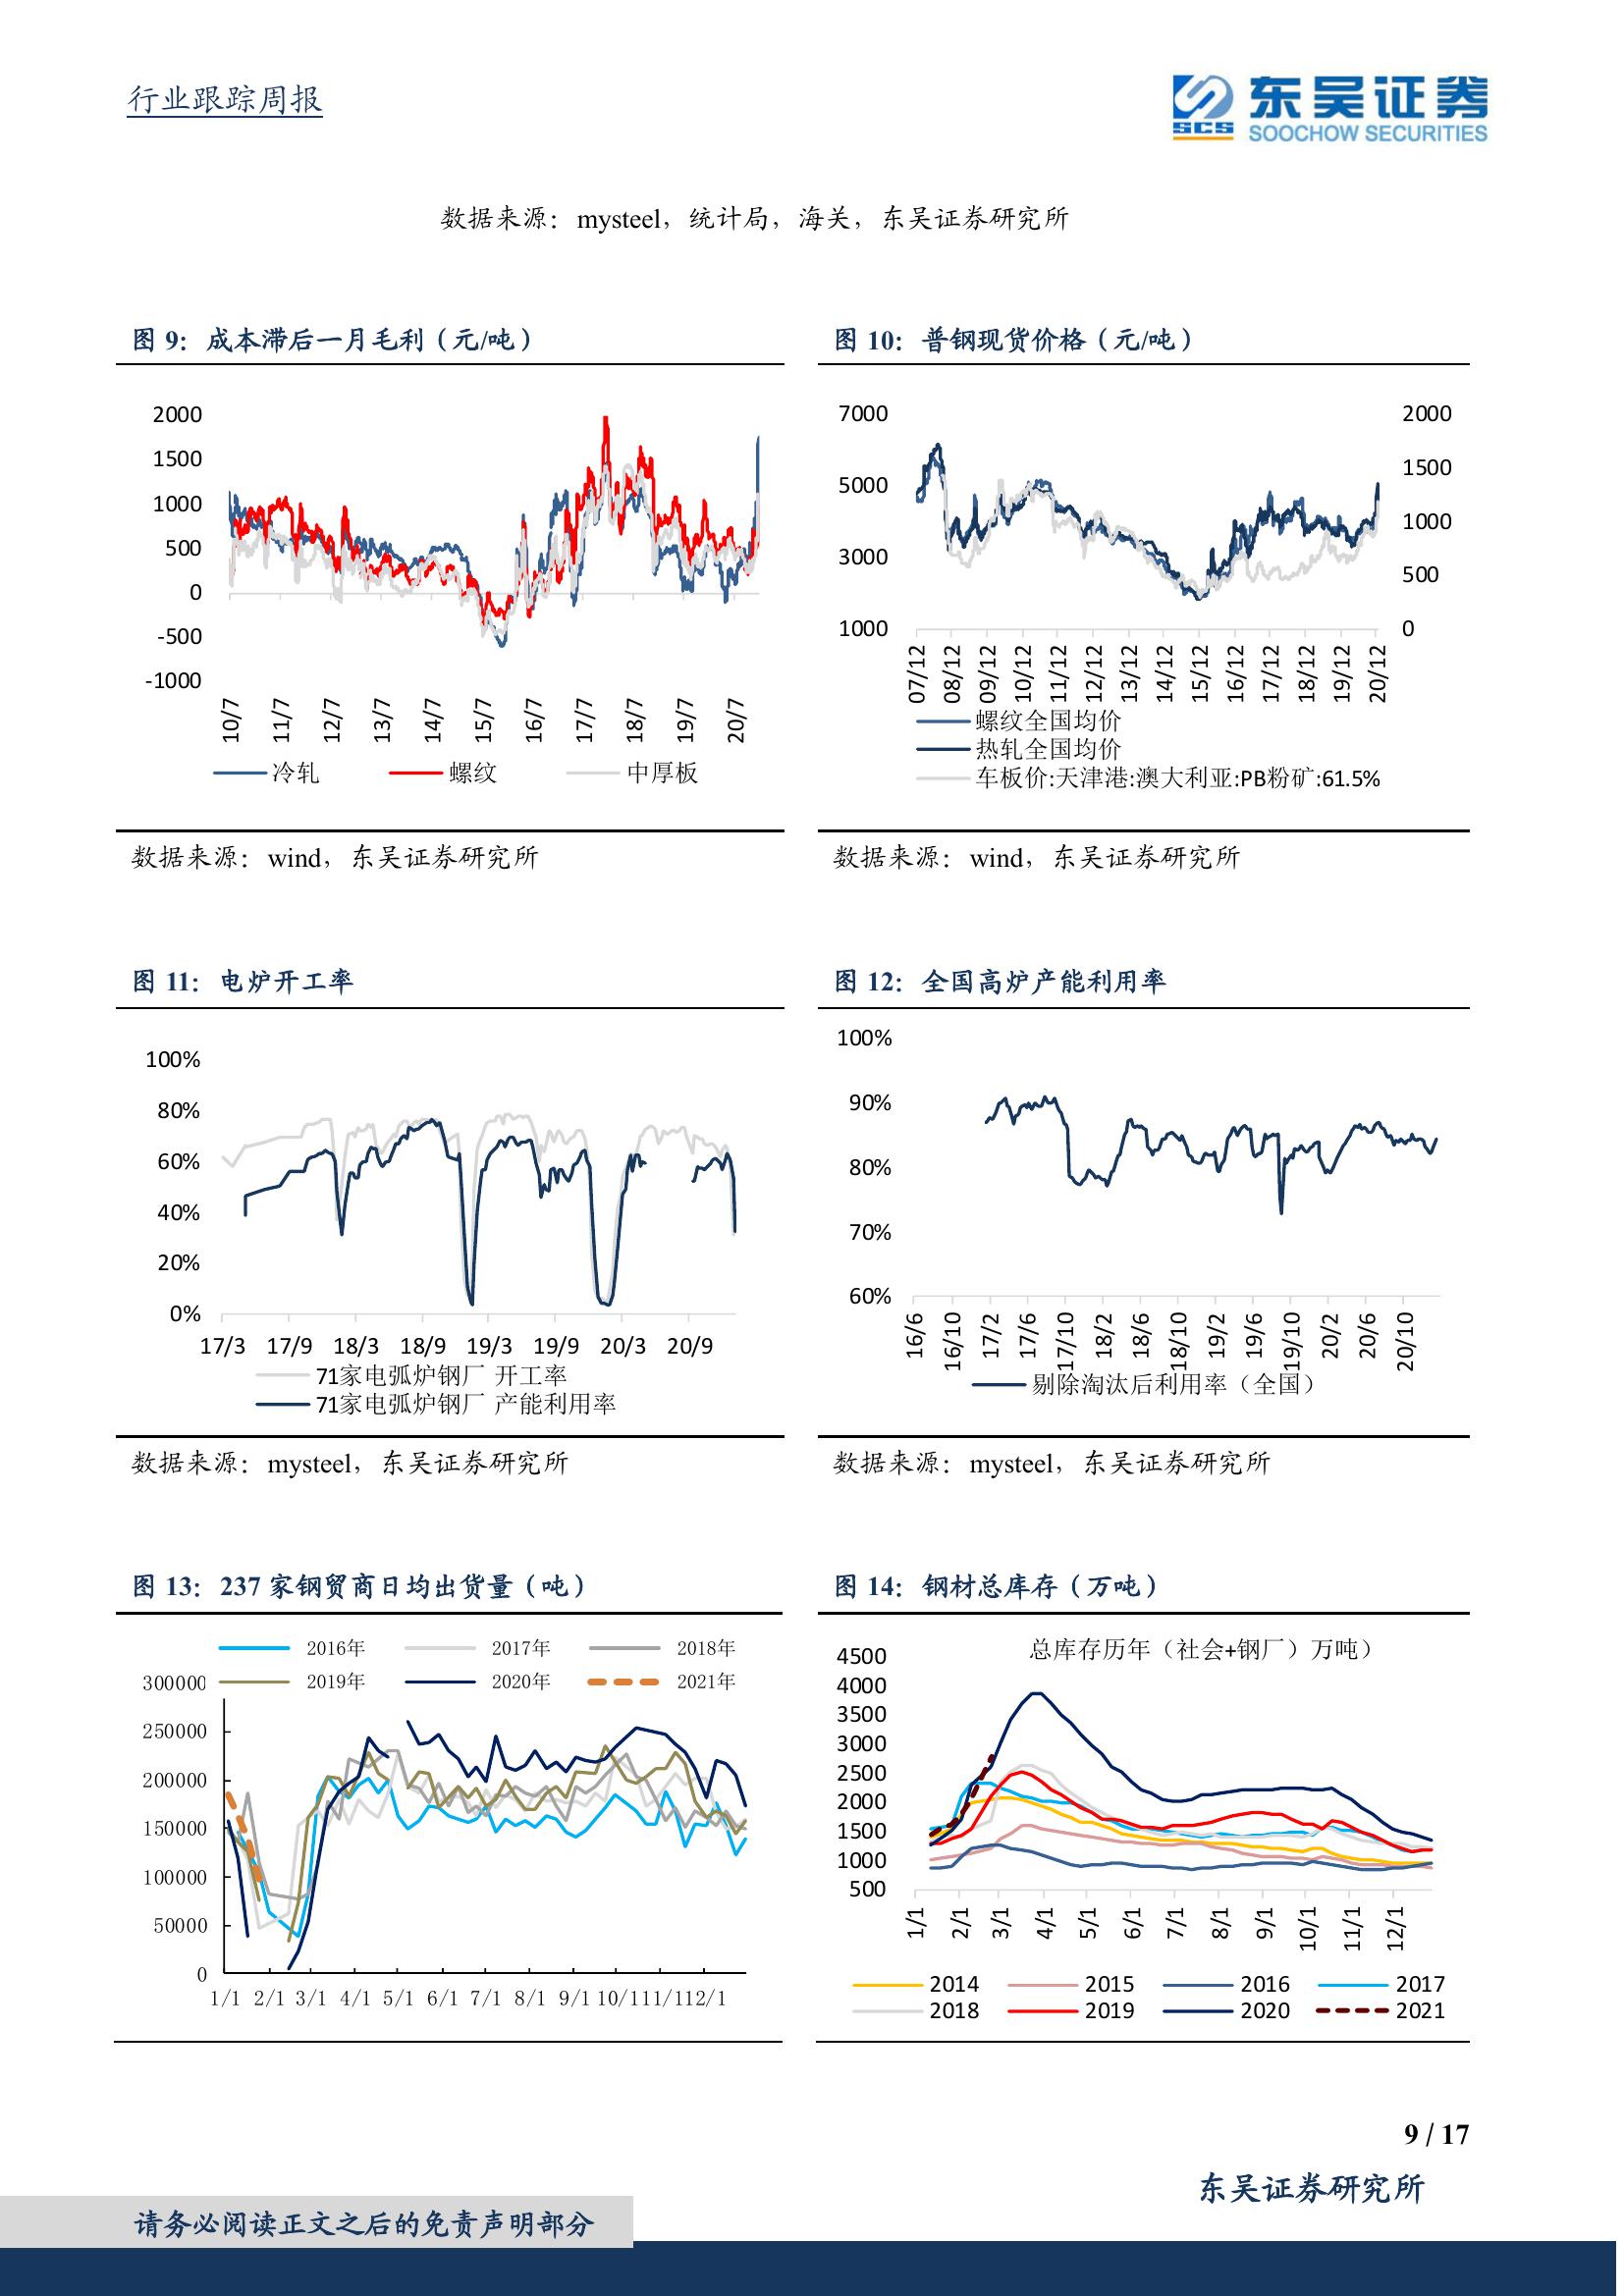 行业跟踪周报
SCS
东吴证券
SOOCHOW SECURITIES
数据来源：mysteel，统计局，海关，东吴证券研究所
图 9：成本滞后一月毛利（元/吨）
2000
1500
1000
500
0
-500
-1000
10/7 11/7 12/7 13/7 14/7 15/7 16/7 17/7 18/7 19/7 20/7
冷轧 螺纹 中厚板
数据来源：wind，东吴证券研究所
图 10：普钢现货价格（元/吨）
7000
5000
3000
1000
2000
1500
1000
500
0
07/12 08/12 09/12 10/12 11/12 12/12 13/12 14/12 15/12 16/12 17/12 18/12 19/12 20/12
螺纹全国均价
热轧全国均价
车板价:天津港:澳大利亚:PB粉矿:61.5%
数据来源：wind，东吴证券研究所
图 11：电炉开工率
100%
80%
60%
40%
20%
0%
17/3 17/9 18/3 18/9 19/3 19/9 20/3 20/9
71家电弧炉钢厂 开工率
71家电弧炉钢厂 产能利用率
数据来源：mysteel，东吴证券研究所
图 12：全国高炉产能利用率
100%
90%
80%
70%
60%
16/6 16/10 17/2 17/6 17/10 18/2 18/6 18/10 19/2 19/6 19/10 20/2 20/6 20/10
剔除淘汰后利用率（全国）
数据来源：mysteel，东吴证券研究所
图 13：237 家钢贸商日均出货量（吨）
2016年 2017年 2018年
2019年 2020年 2021年
300000
250000
200000
150000
100000
50000
0
1/1 2/1 3/1 4/1 5/1 6/1 7/1 8/1 9/1 10/1 11/1 12/1
图 14：钢材总库存（万吨）
总库存历年（社会+钢厂）万吨）
4500
4000
3500
3000
2500
2000
1500
1000
500
1/1 2/1 3/1 4/1 5/1 6/1 7/1 8/1 9/1 10/1 11/1 12/1
2014 2015 2016 2017
2018 2019 2020 2021
9 / 17
东吴证券研究所
请务必阅读正文之后的免责声明部分